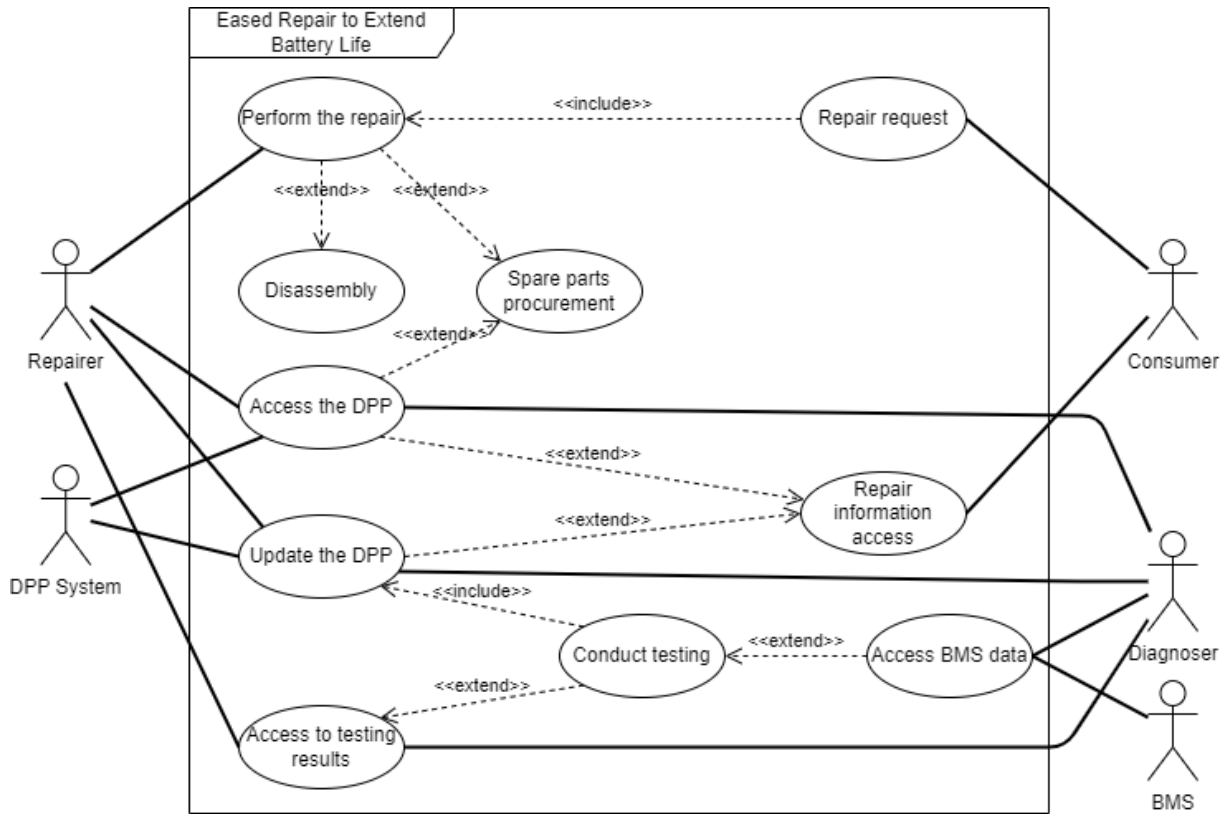 Eased Repair to Extend
Battery Life
Perform the repair
<<include>>
Repair request
<<extend>>
<<extend>>
Disassembly
Spare parts
procurement
Repairer
Consumer
<<extend>>
Access the DPP
<<extend>>
Repair
information
access
<<extend>>
DPP System
Update the DPP
<<include>>
Conduct testing
<<extend>>
Access BMS data
Diagnoser
<<extend>>
Access to testing
results
BMS